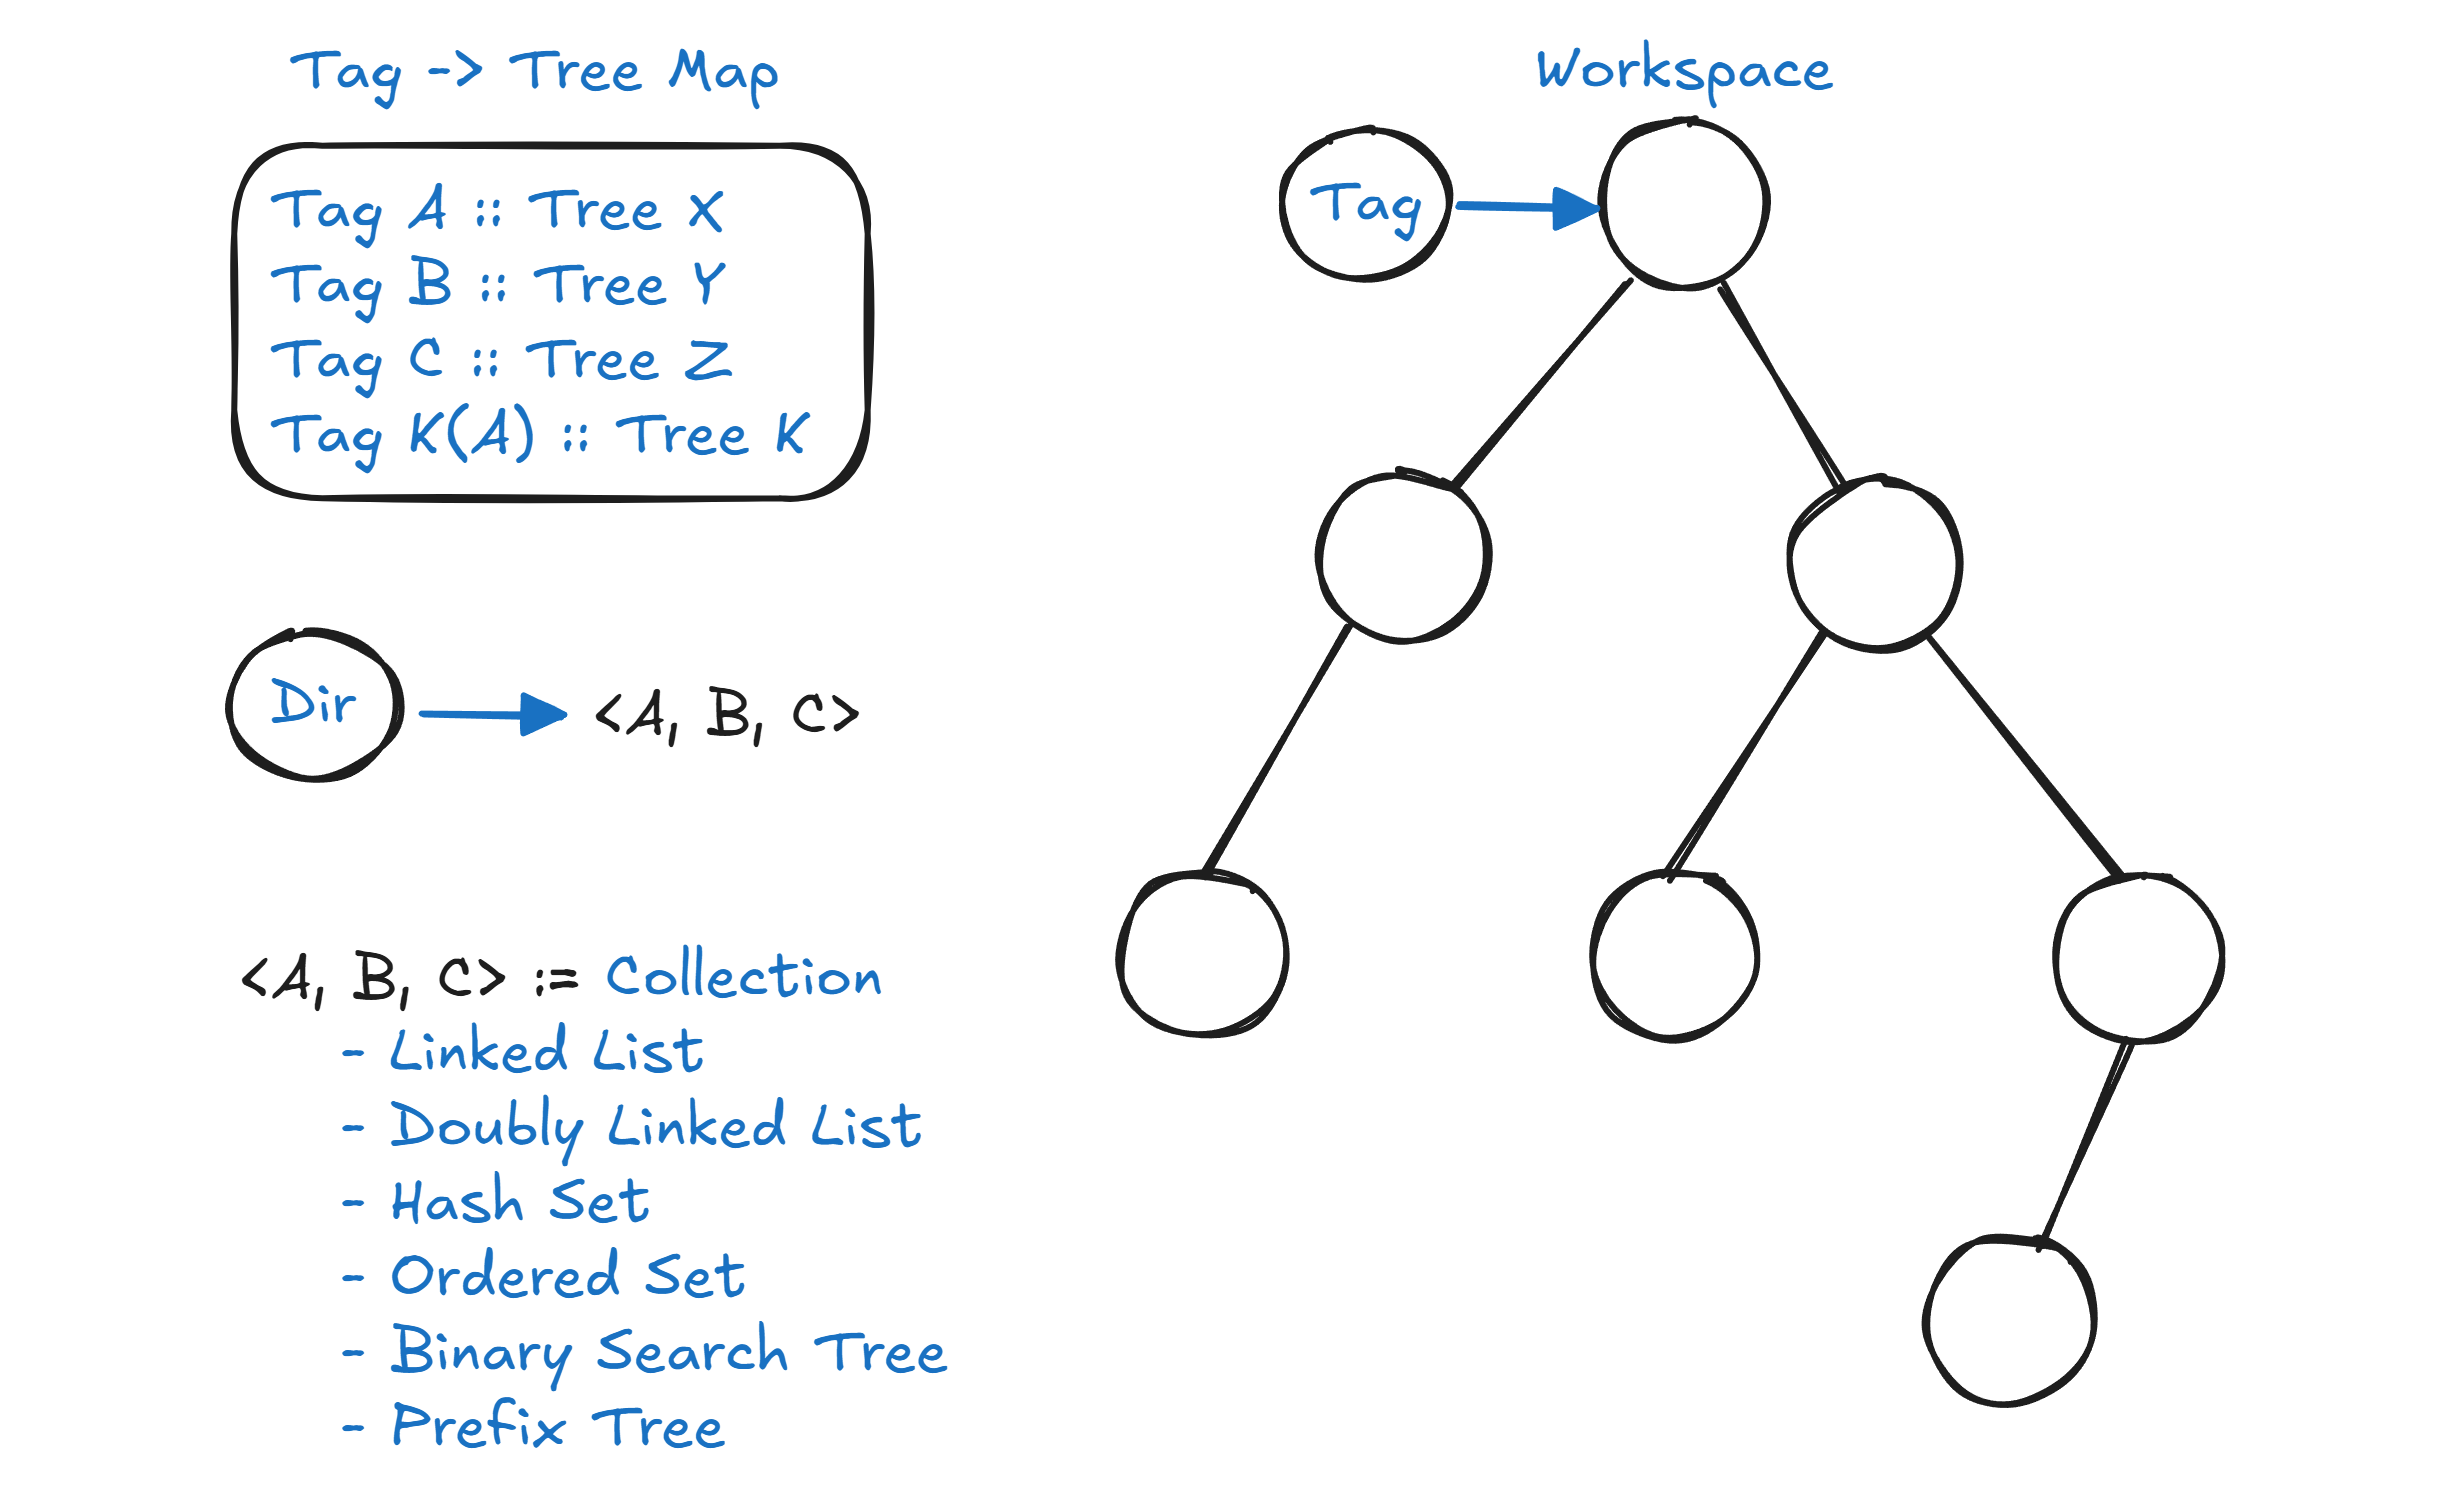 Tag -> Tree Map
Tag A :: Tree X
Tag B :: Tree Y
Tag C :: Tree Z
Tag K(A) :: Tree K
Dir
<A, B, C>
<A, B, C> := Collection
- Linked List
- Doubly Linked List
- Hash Set
- Ordered Set
- Binary Search Tree
- Prefix Tree
Workspace
Tag